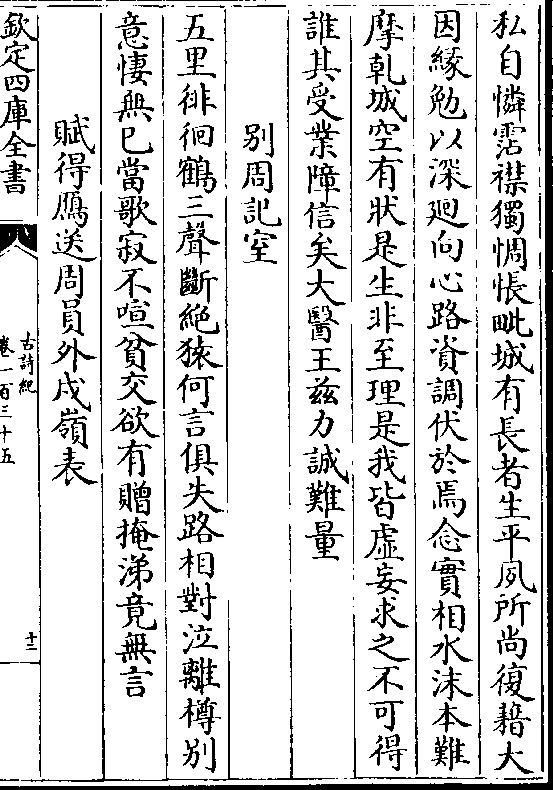 私自憐霑襟獨惆悵毗城有長者生平夙所尚復藉大
因緣勉以深廻向心路資調伏於焉念實相水沫本難
摩乹城空有狀是生非至理是我皆虛妄求之不可得
誰其受業障信矣大醫王兹力誠難量
别周記室
五里徘徊鶴三聲斷絶猿何言俱失路相對泣離樽别
意悽無已當歌寂不喧貧交欲有贈掩涕竟無言
賦得鴈送周員外戍嶺表
欽定四庫全書
古詩紀
卷一百三十五
十三